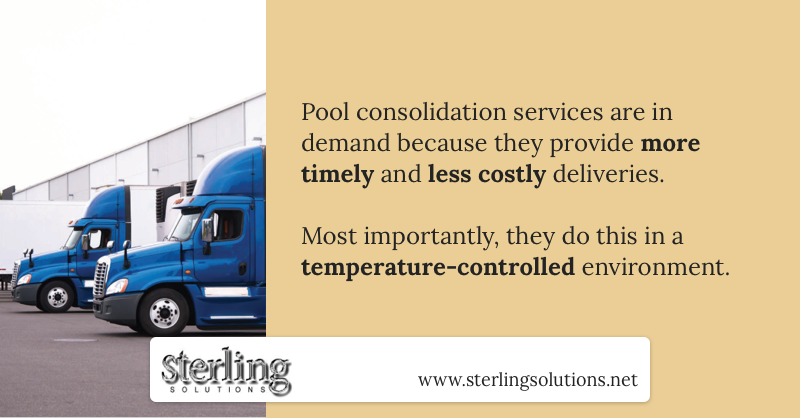 Pool consolidation services are in
demand because they provide more
timely and less costly deliveries.
Most importantly, they do this in a
temperature-controlled environment.
sterling
SOLUTIONS
www.sterlingsolutions.net